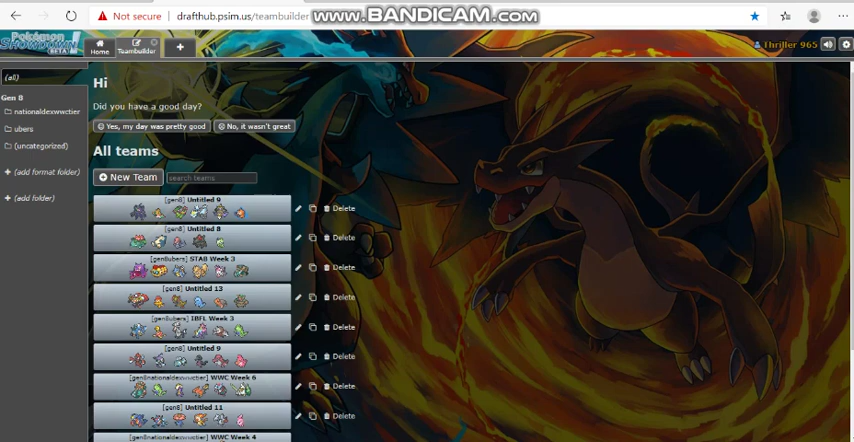 Not secure
drafthub.psim.us/teambuilder
www.BANDICAM.com
Pokémon
Showdown!
BETA
Home
Teambuilder
Thriller 965
(all)
Gen 8
nationaldexwwctier
ubers
(uncategorized)
(add format folder)
(add folder)
Hi
Did you have a good day?
Yes, my day was pretty good
No, it wasn't great
All teams
New Team
search teams
[gen8] Untitled 9
Delete
[gen8] Untitled 8
Delete
[gen8ubers] STAB Week 3
Delete
[gen8] Untitled 13
Delete
[gen8ubers] IBFL Week 3
Delete
[gen8] Untitled 9
Delete
[gen8nationaldexwwctier] WWC Week 6
Delete
[gen8] Untitled 11
Delete
[gen8nationaldexwwctier] WWC Week 4